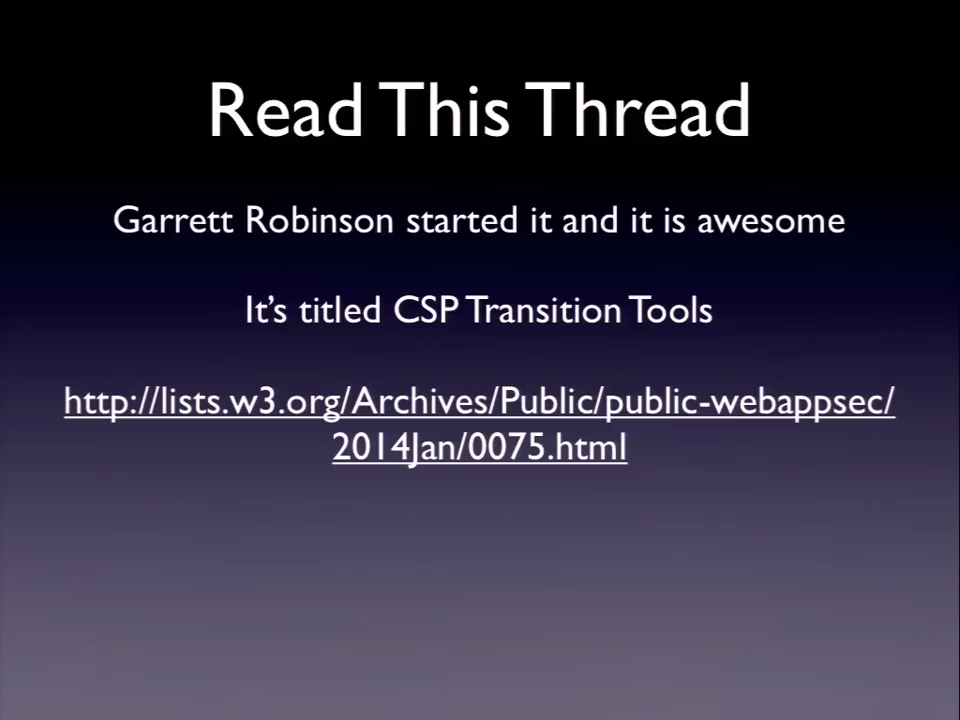 Read This Thread
Garrett Robinson started it and it is awesome
It’s titled CSP Transition Tools
http://lists.w3.org/Archives/Public/public-webappsec/
2014Jan/0075.html